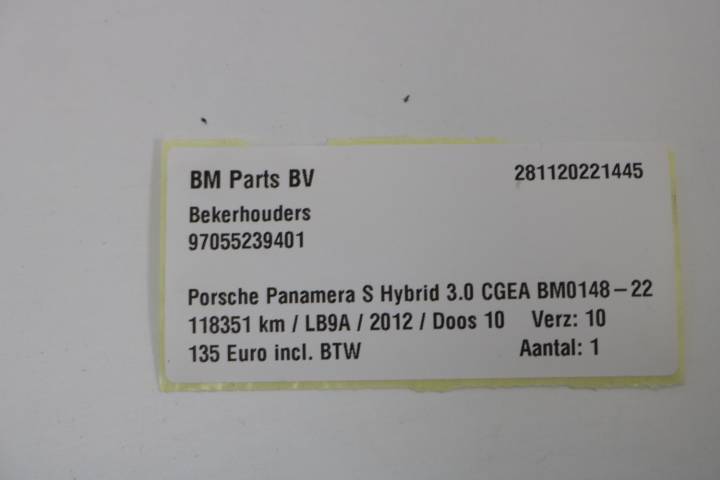 BM Parts BV 281120221445
Bekerhouders
97055239401
Porsche Panamera S Hybrid 3.0 CGEA BM0148-22
118351 km / LB9A / 2012 / Doos 10 Verz: 10
135 Euro incl. BTW Aantal: 1